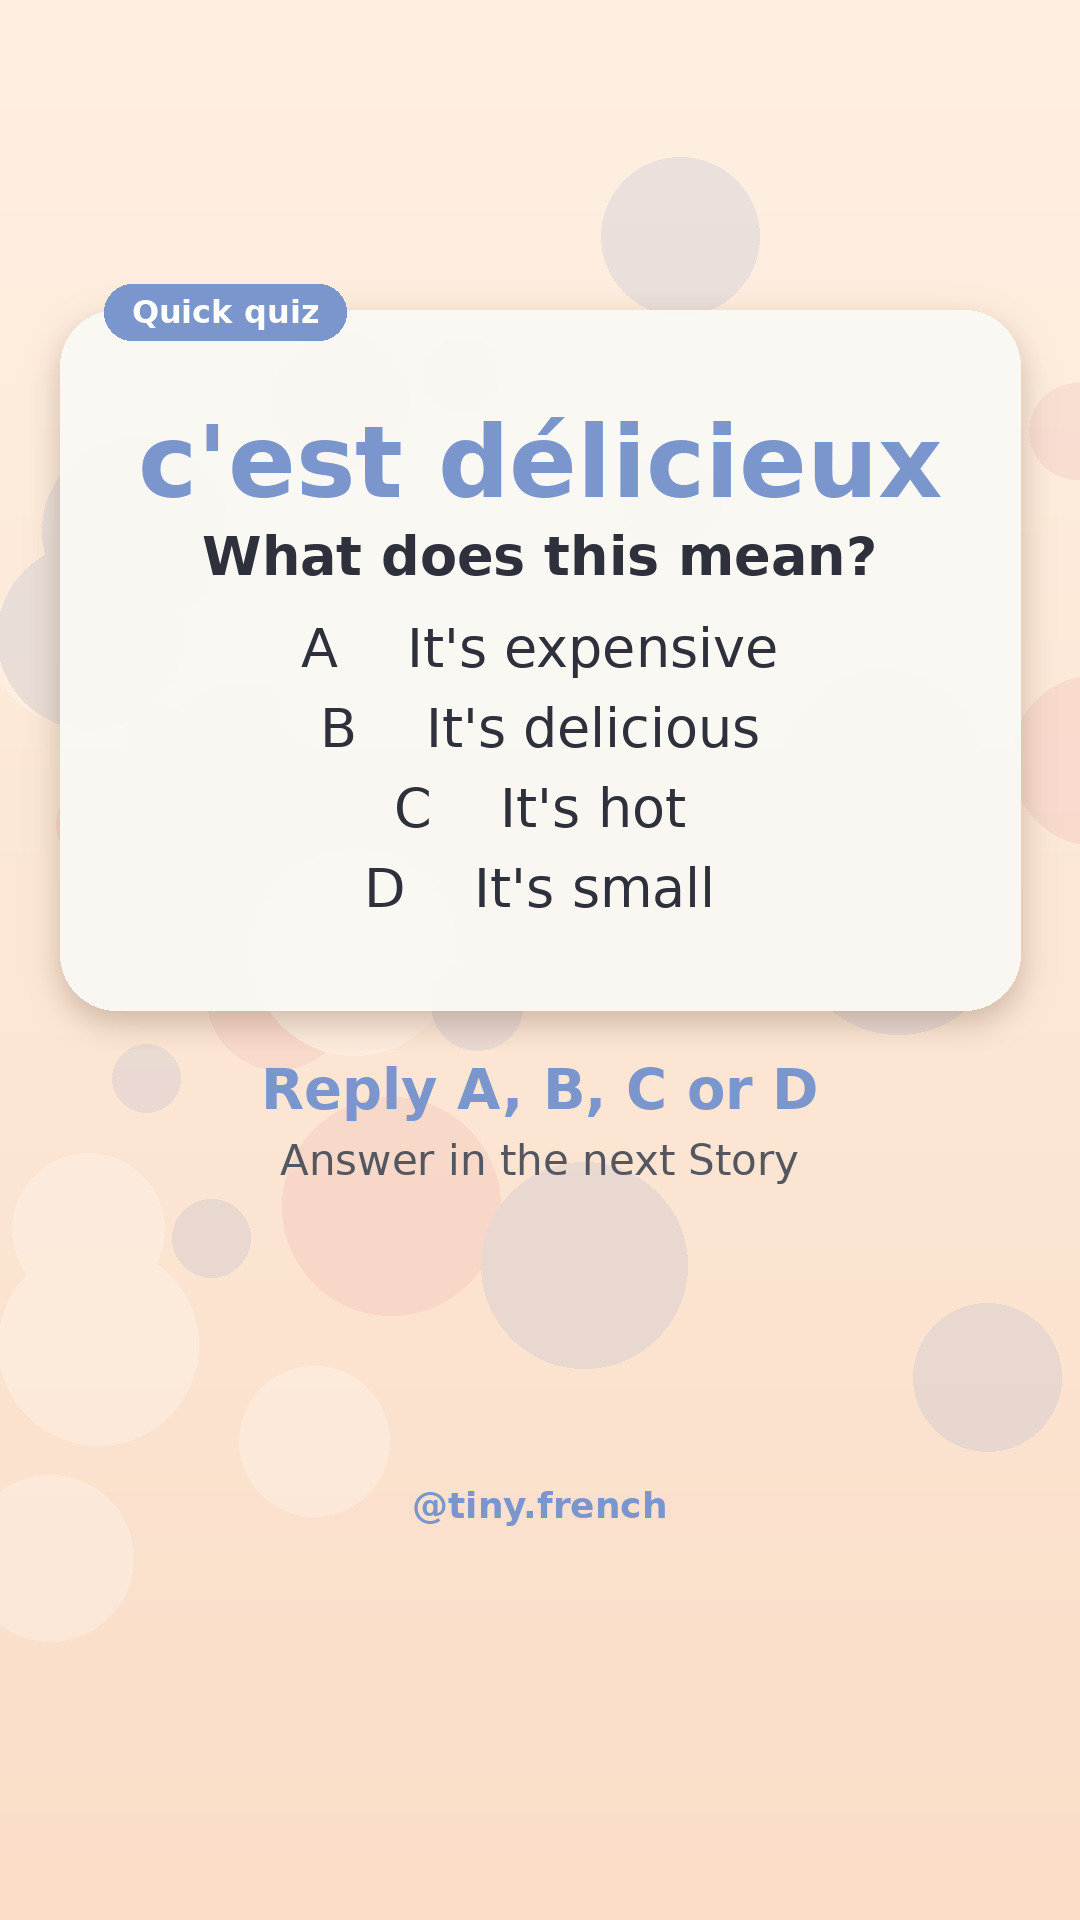 Quick quiz
c'est délicieux
What does this mean?
A It's expensive
B It's delicious
C It's hot
D It's small
Reply A, B, C or D
Answer in the next Story
@tiny.french